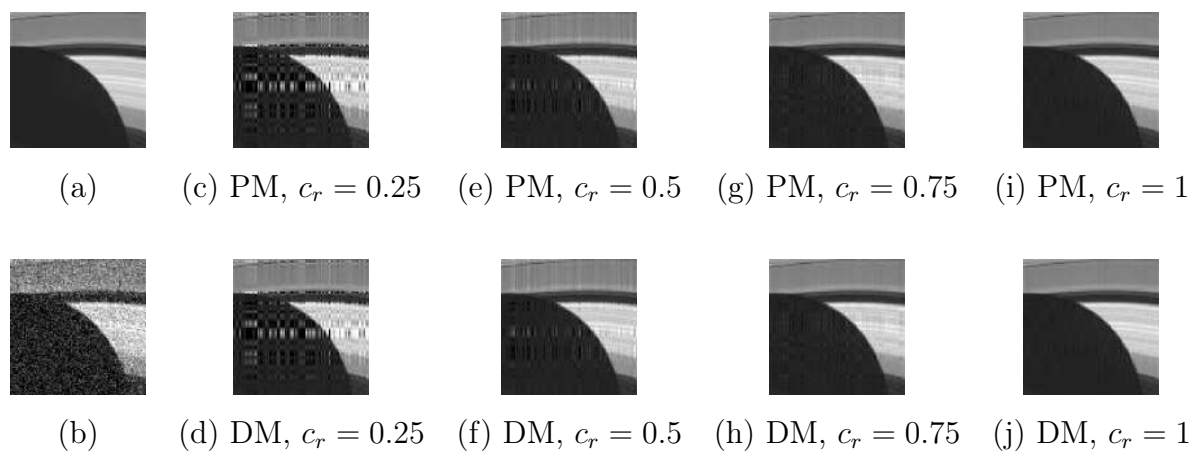 (a)
(c) PM, c_r = 0.25
(e) PM, c_r = 0.5
(g) PM, c_r = 0.75
(i) PM, c_r = 1
(b)
(d) DM, c_r = 0.25
(f) DM, c_r = 0.5
(h) DM, c_r = 0.75
(j) DM, c_r = 1